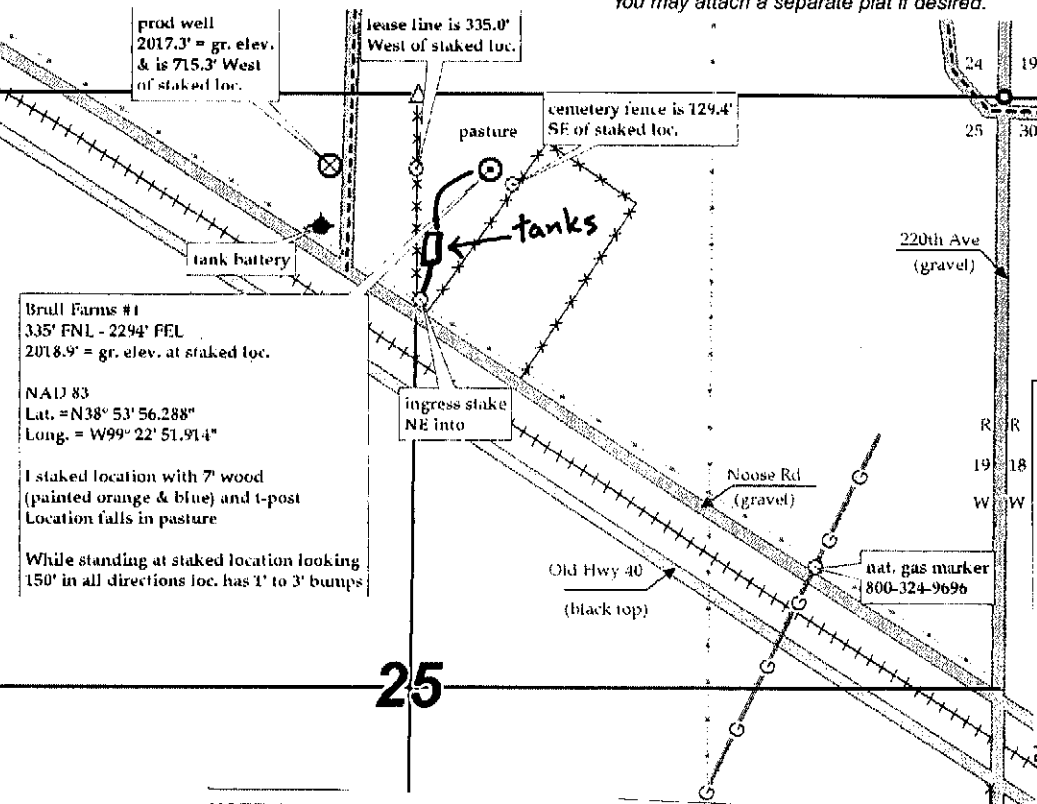 You may attach a separate plat if desired.
prod well
2017.3' = gr. elev.
& is 715.3' West
of staked loc.
lease line is 335.0'
West of staked loc.
24
19
25
30
pasture
cemetery fence is 129.4'
SE of staked loc.
tanks
tank battery
220th Ave
(gravel)
Brull Farms #1
335' FNL - 2294' FEL
2018.9' = gr. elev. at staked loc.
NAD 83
Lat. = N38° 53' 56.288"
Long. = W99° 22' 51.914"
I staked location with 7' wood
(painted orange & blue) and t-post
Location falls in pasture
While standing at staked location looking
150' in all directions loc. has 1' to 3' bumps
ingress stake
NE into
R R
19 18
W W
Noose Rd
(gravel)
G
G
Old Hwy 40
(black top)
nat. gas marker
800-324-9696
G
G
25
G
G